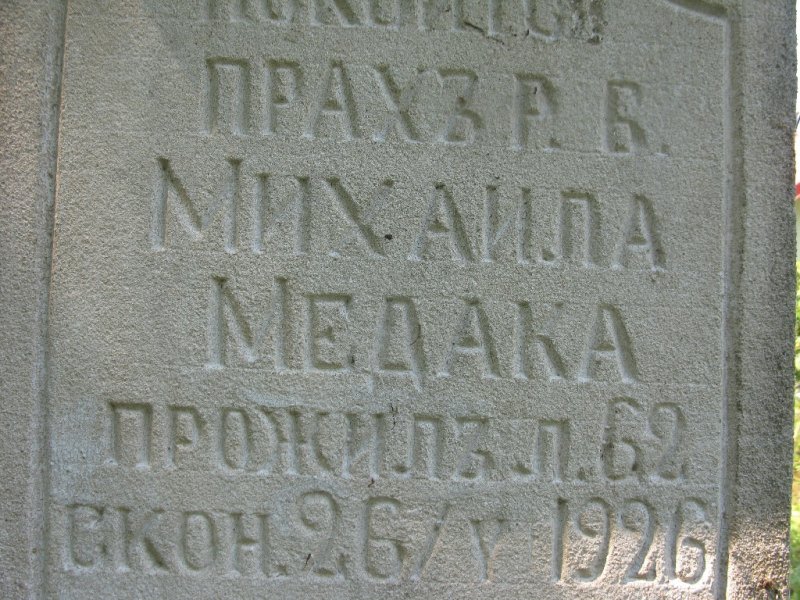 ПРАХЪ Р. Б.
МИХАИЛА
МЕДАКА
ПРОЖИЛЪ Л. 62
СКОН. 26/V 1926